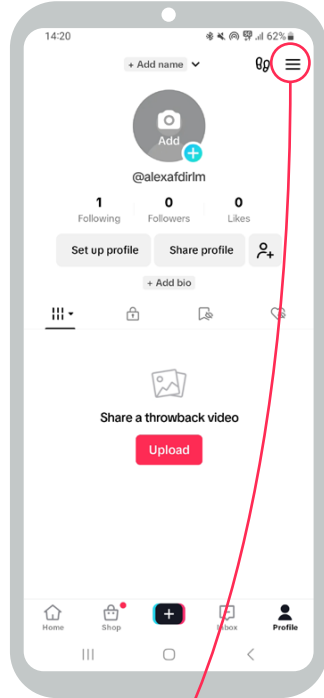 14:20
62%
+ Add name
Add
@alexafdirlm
1 0 0
Following Followers Likes
Set up profile Share profile
+ Add bio
Share a throwback video
Upload
Home Shop Inbox Profile